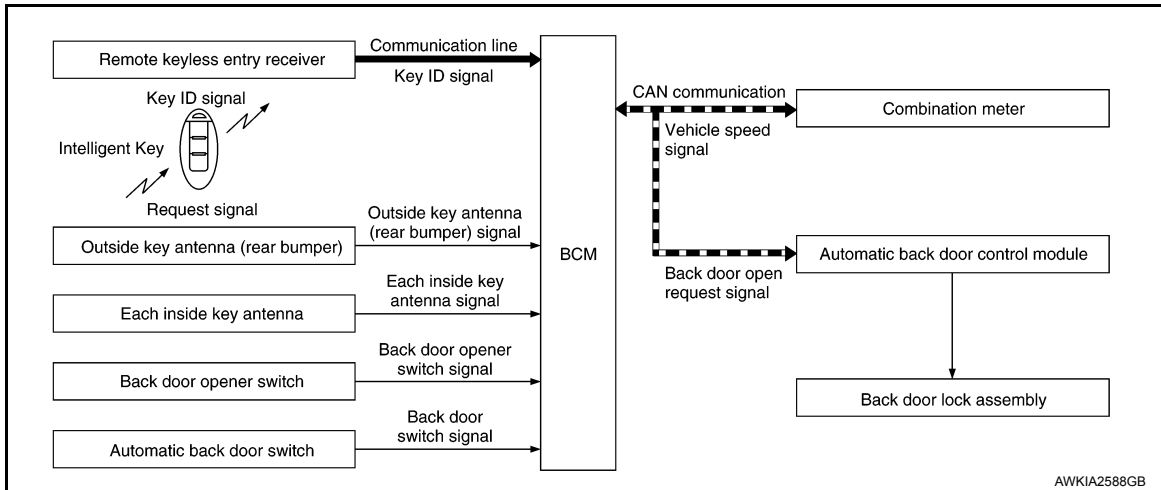 Remote keyless entry receiver
Communication line
Key ID signal
Key ID signal
Intelligent Key
Request signal
Outside key antenna (rear bumper)
Outside key antenna
(rear bumper) signal
Each inside key antenna
Each inside key
antenna signal
Back door opener switch
Back door opener
switch signal
Automatic back door switch
Back door
switch signal
BCM
CAN communication
Vehicle speed
signal
Combination meter
Back door open
request signal
Automatic back door control module
Back door lock assembly
AWKIA2588GB